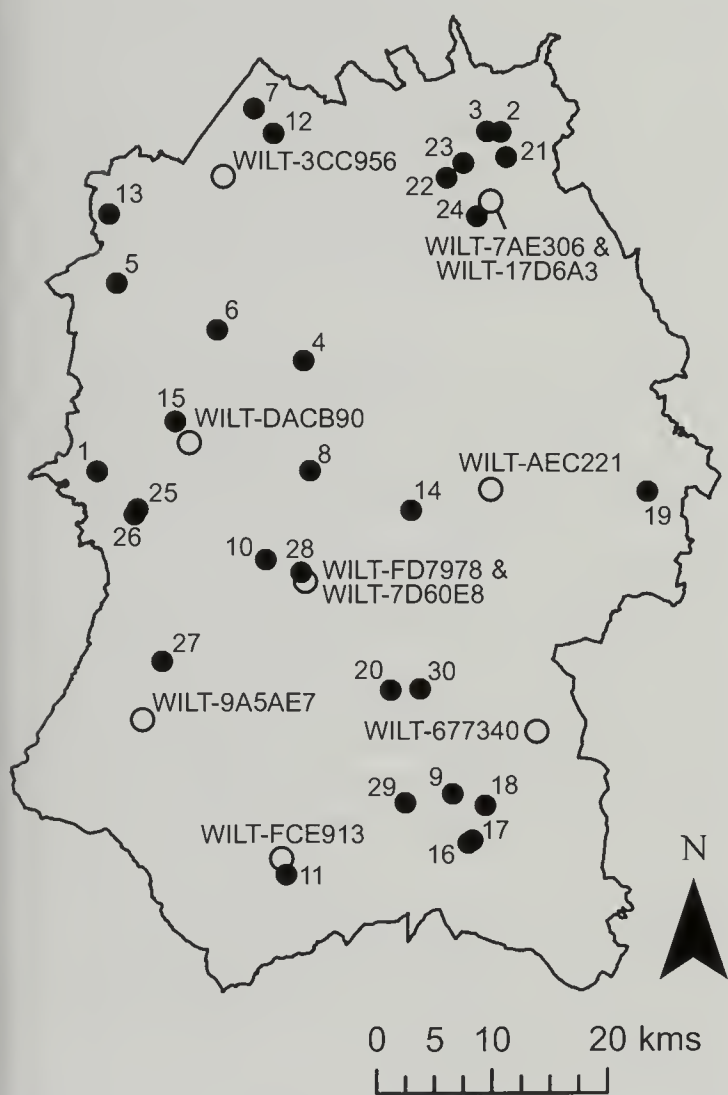 7
12
3 2
WILT-3CC956
23
21
22
13
24
WILT-7AE306 &
WILT-17D6A3
5
6
4
15
WILT-DACB90
1
8
WILT-AEC221
25
14
26
19
10
28
WILT-FD7978 &
WILT-7D60E8
27
20 30
WILT-9A5AE7
WILT-677340
29
9
18
WILT-FCE913
17
16
11
N
0 5 10 20 kms